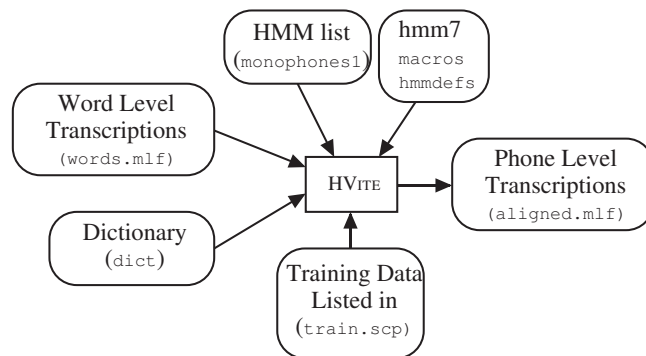 HMM list
(monophones1)
hmm7
macros
hmmdefs
Word Level
Transcriptions
(words.mlf)
HVITE
Phone Level
Transcriptions
(aligned.mlf)
Dictionary
(dict)
Training Data
Listed in
(train.scp)